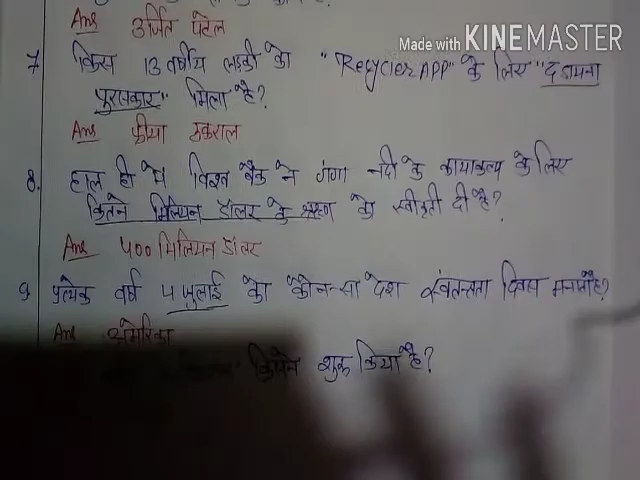 Made with KINEMASTER
Ans उर्जित पटेल
7 किस 13 वर्षीय लड़की को "Recycler APP" के लिए "द डायना
पुरस्कार" मिला है?
Ans फ्रीया ठकराल
8. हाल ही मे विश्व बैंक ने गंगा नदी के कायाकल्प के लिए
कितने मिलियन डॉलर के ऋण को स्वीकृती दी है?
Ans 400 मिलियन डॉलर
9 प्रत्येक वर्ष 4 जुलाई को कौन-सा देश स्वतन्त्रता दिवस मनाता है?
Ans अमेरिका
किसने शुरू किया है?